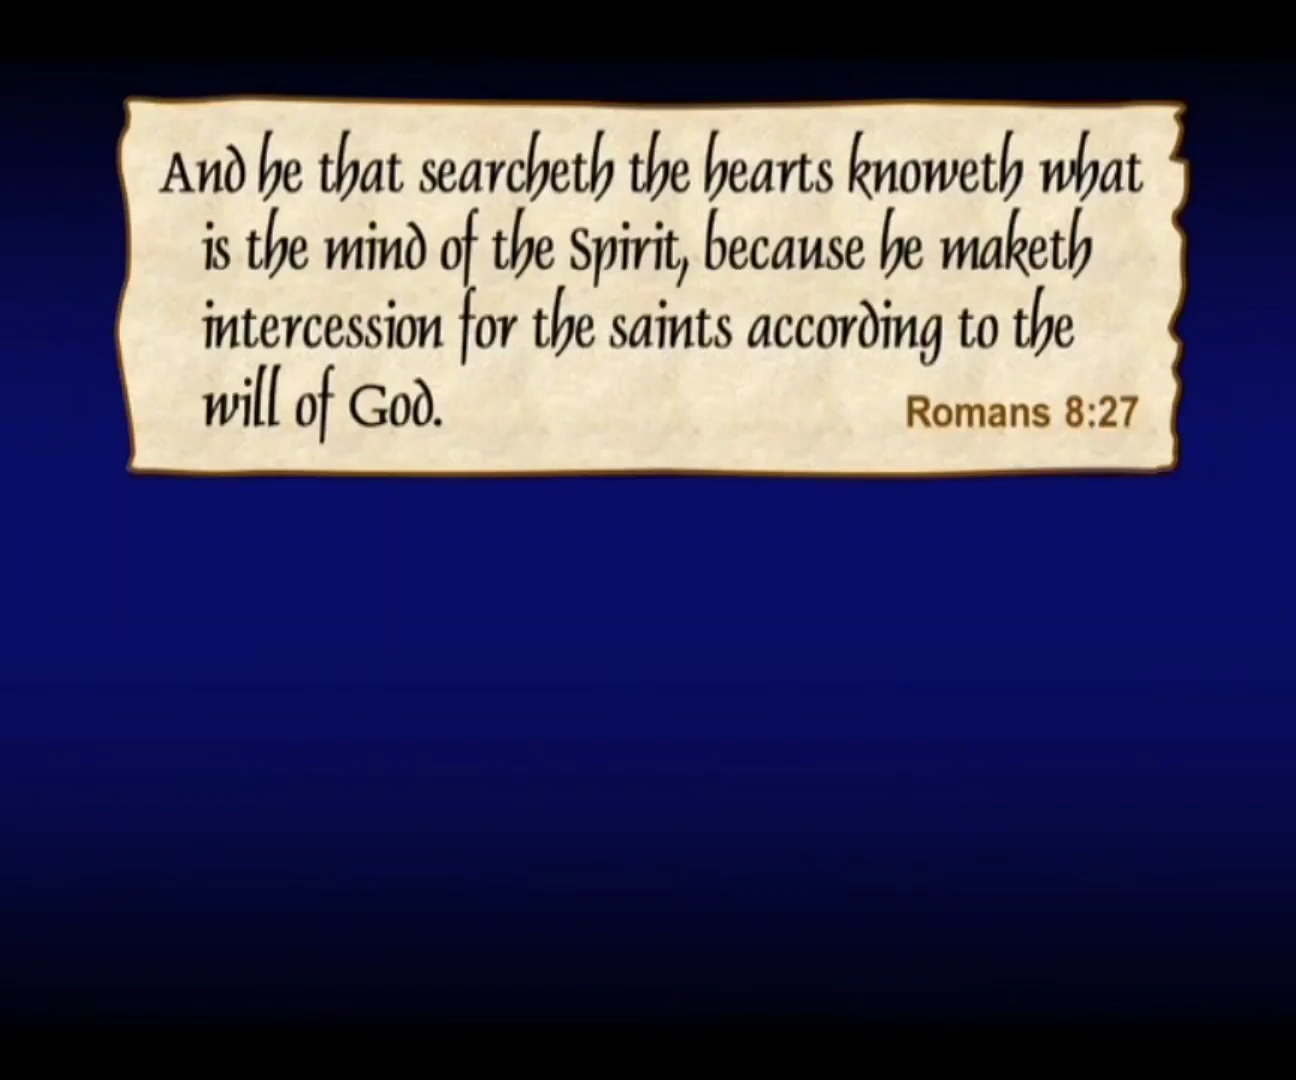 And he that searcheth the hearts knoweth what
is the mind of the Spirit, because he maketh
intercession for the saints according to the
will of God. Romans 8:27